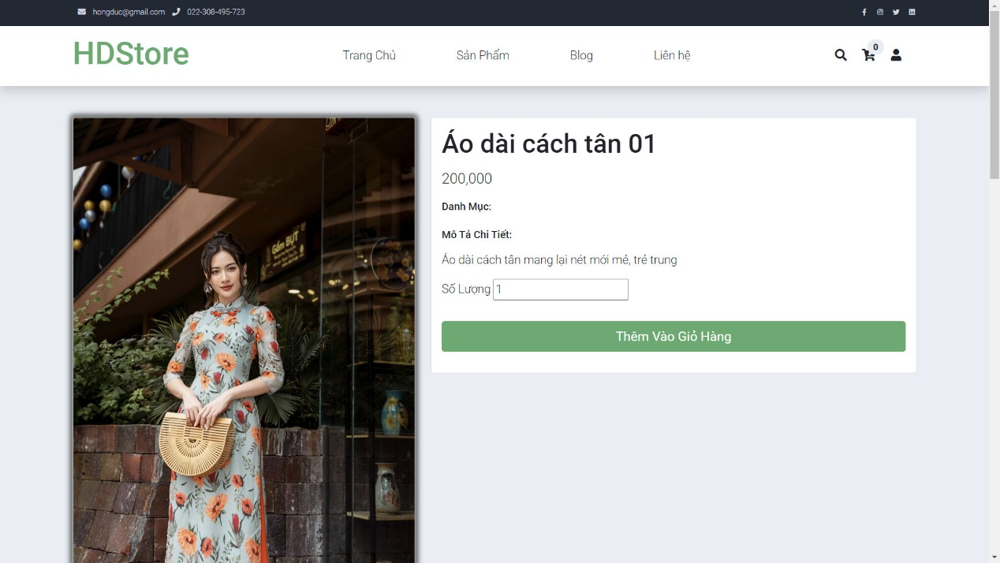 hongduc@gmail.com 022-308-495-723
HDStore
Trang Chủ Sản Phẩm Blog Liên hệ
0
Áo dài cách tân 01
200,000
Danh Mục:
Mô Tả Chi Tiết:
Áo dài cách tân mang lại nét mới mẻ, trẻ trung
Số Lượng 1
Thêm Vào Giỏ Hàng
Gốm BỤT